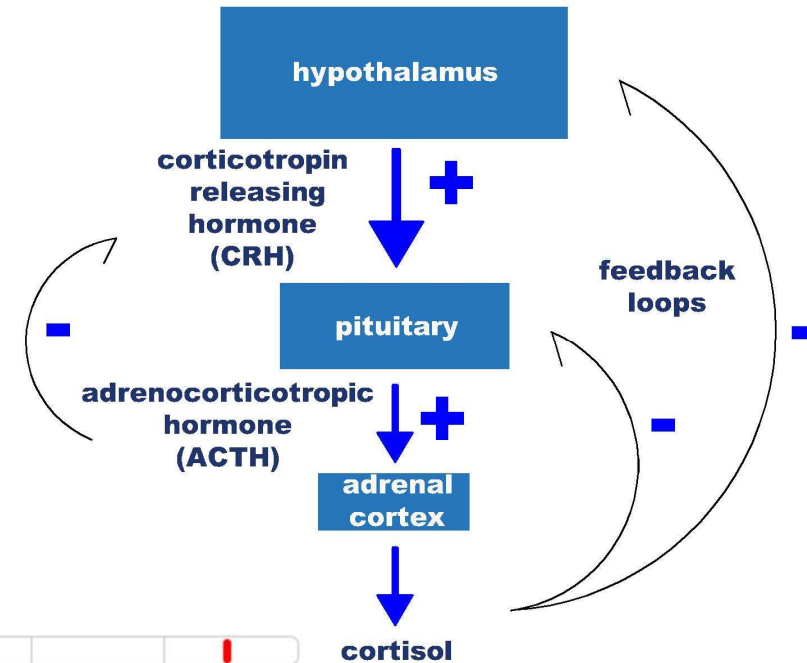 hypothalamus
corticotropin
releasing
hormone
(CRH)
+
feedback
loops
-
-
pituitary
-
adrenocorticotropic
hormone
(ACTH)
+
adrenal
cortex
cortisol